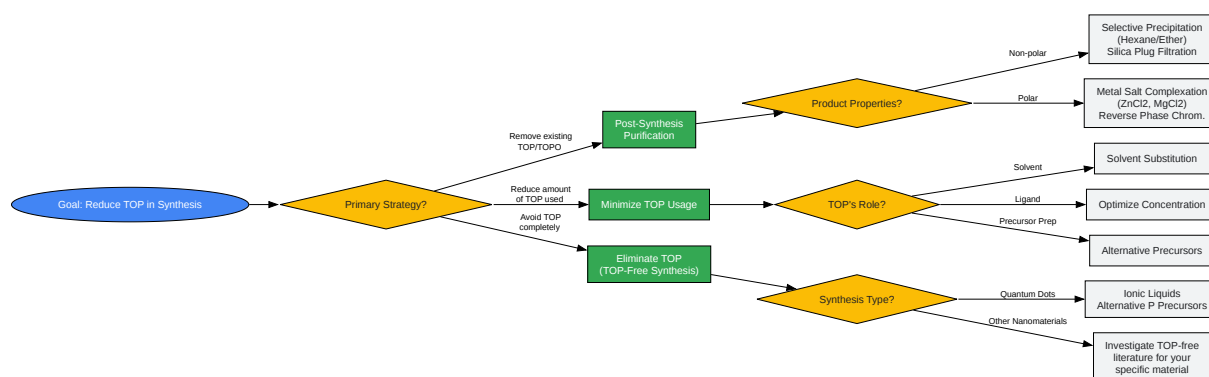 Goal: Reduce TOP in Synthesis
Primary Strategy?
Remove existing
TOP/TOPO
Reduce amount
of TOP used
Avoid TOP
completely
Post-Synthesis
Purification
Minimize TOP Usage
Eliminate TOP
(TOP-Free Synthesis)
Product Properties?
TOP's Role?
Synthesis Type?
Non-polar
Polar
Solvent
Ligand
Precursor Prep
Quantum Dots
Other Nanomaterials
Selective Precipitation
(Hexane/Ether)
Silica Plug Filtration
Metal Salt Complexation
(ZnCl2, MgCl2)
Reverse Phase Chrom.
Solvent Substitution
Optimize Concentration
Alternative Precursors
Ionic Liquids
Alternative P Precursors
Investigate TOP-free
literature for your
specific material